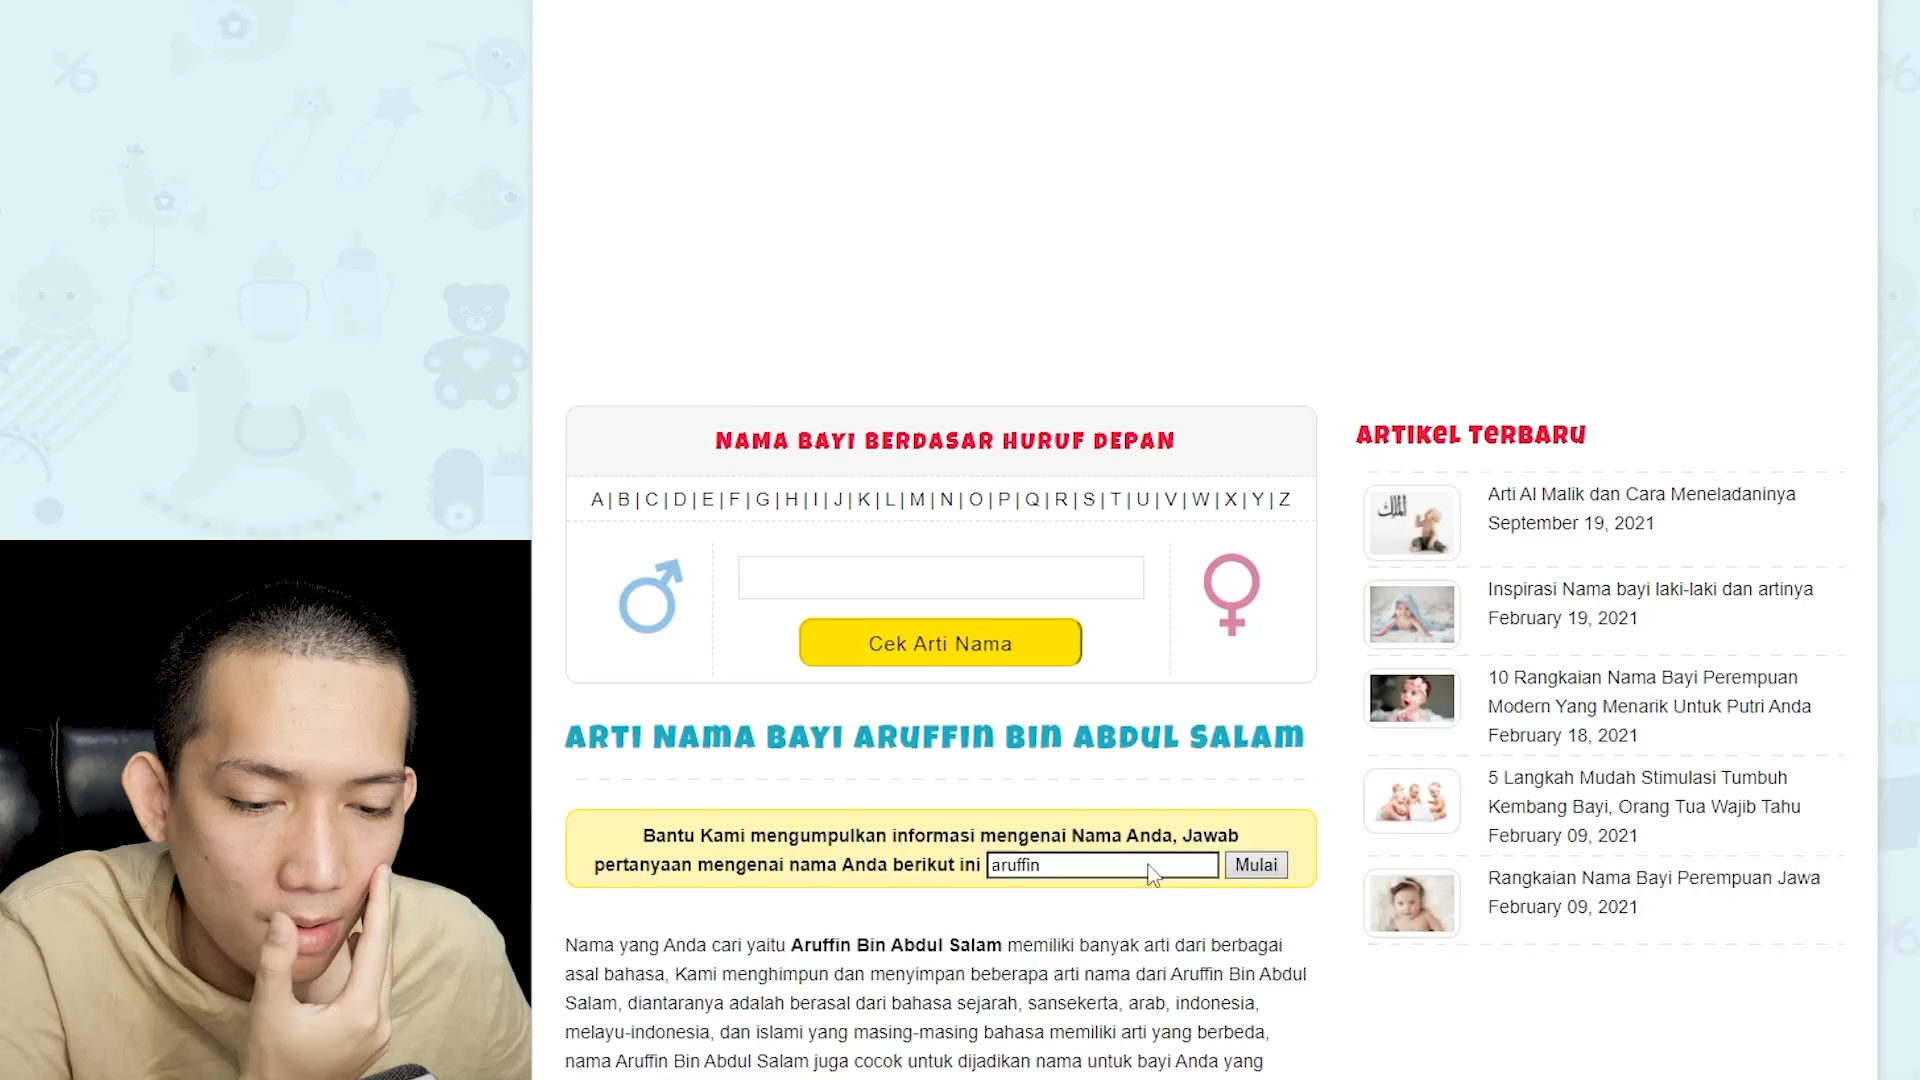 NAMA BAYI BERDASAR HURUF DEPAN
A | B | C | D | E | F | G | H | I | J | K | L | M | N | O | P | Q | R | S | T | U | V | W | X | Y | Z
Cek Arti Nama
ARTI NAMA BAYI ARUFFIN BIN ABDUL SALAM
Bantu Kami mengumpulkan informasi mengenai Nama Anda, Jawab
pertanyaan mengenai nama Anda berikut ini aruffin Mulai
Nama yang Anda cari yaitu Aruffin Bin Abdul Salam memiliki banyak arti dari berbagai
asal bahasa, Kami menghimpun dan menyimpan beberapa arti nama dari Aruffin Bin Abdul
Salam, diantaranya adalah berasal dari bahasa sejarah, sansekerta, arab, indonesia,
melayu-indonesia, dan islami yang masing-masing bahasa memiliki arti yang berbeda,
nama Aruffin Bin Abdul Salam juga cocok untuk dijadikan nama untuk bayi Anda yang
ARTIKEL TERBARU
الملك
Arti Al Malik dan Cara Meneladaninya
September 19, 2021
Inspirasi Nama bayi laki-laki dan artinya
February 19, 2021
10 Rangkaian Nama Bayi Perempuan
Modern Yang Menarik Untuk Putri Anda
February 18, 2021
5 Langkah Mudah Stimulasi Tumbuh
Kembang Bayi, Orang Tua Wajib Tahu
February 09, 2021
Rangkaian Nama Bayi Perempuan Jawa
February 09, 2021